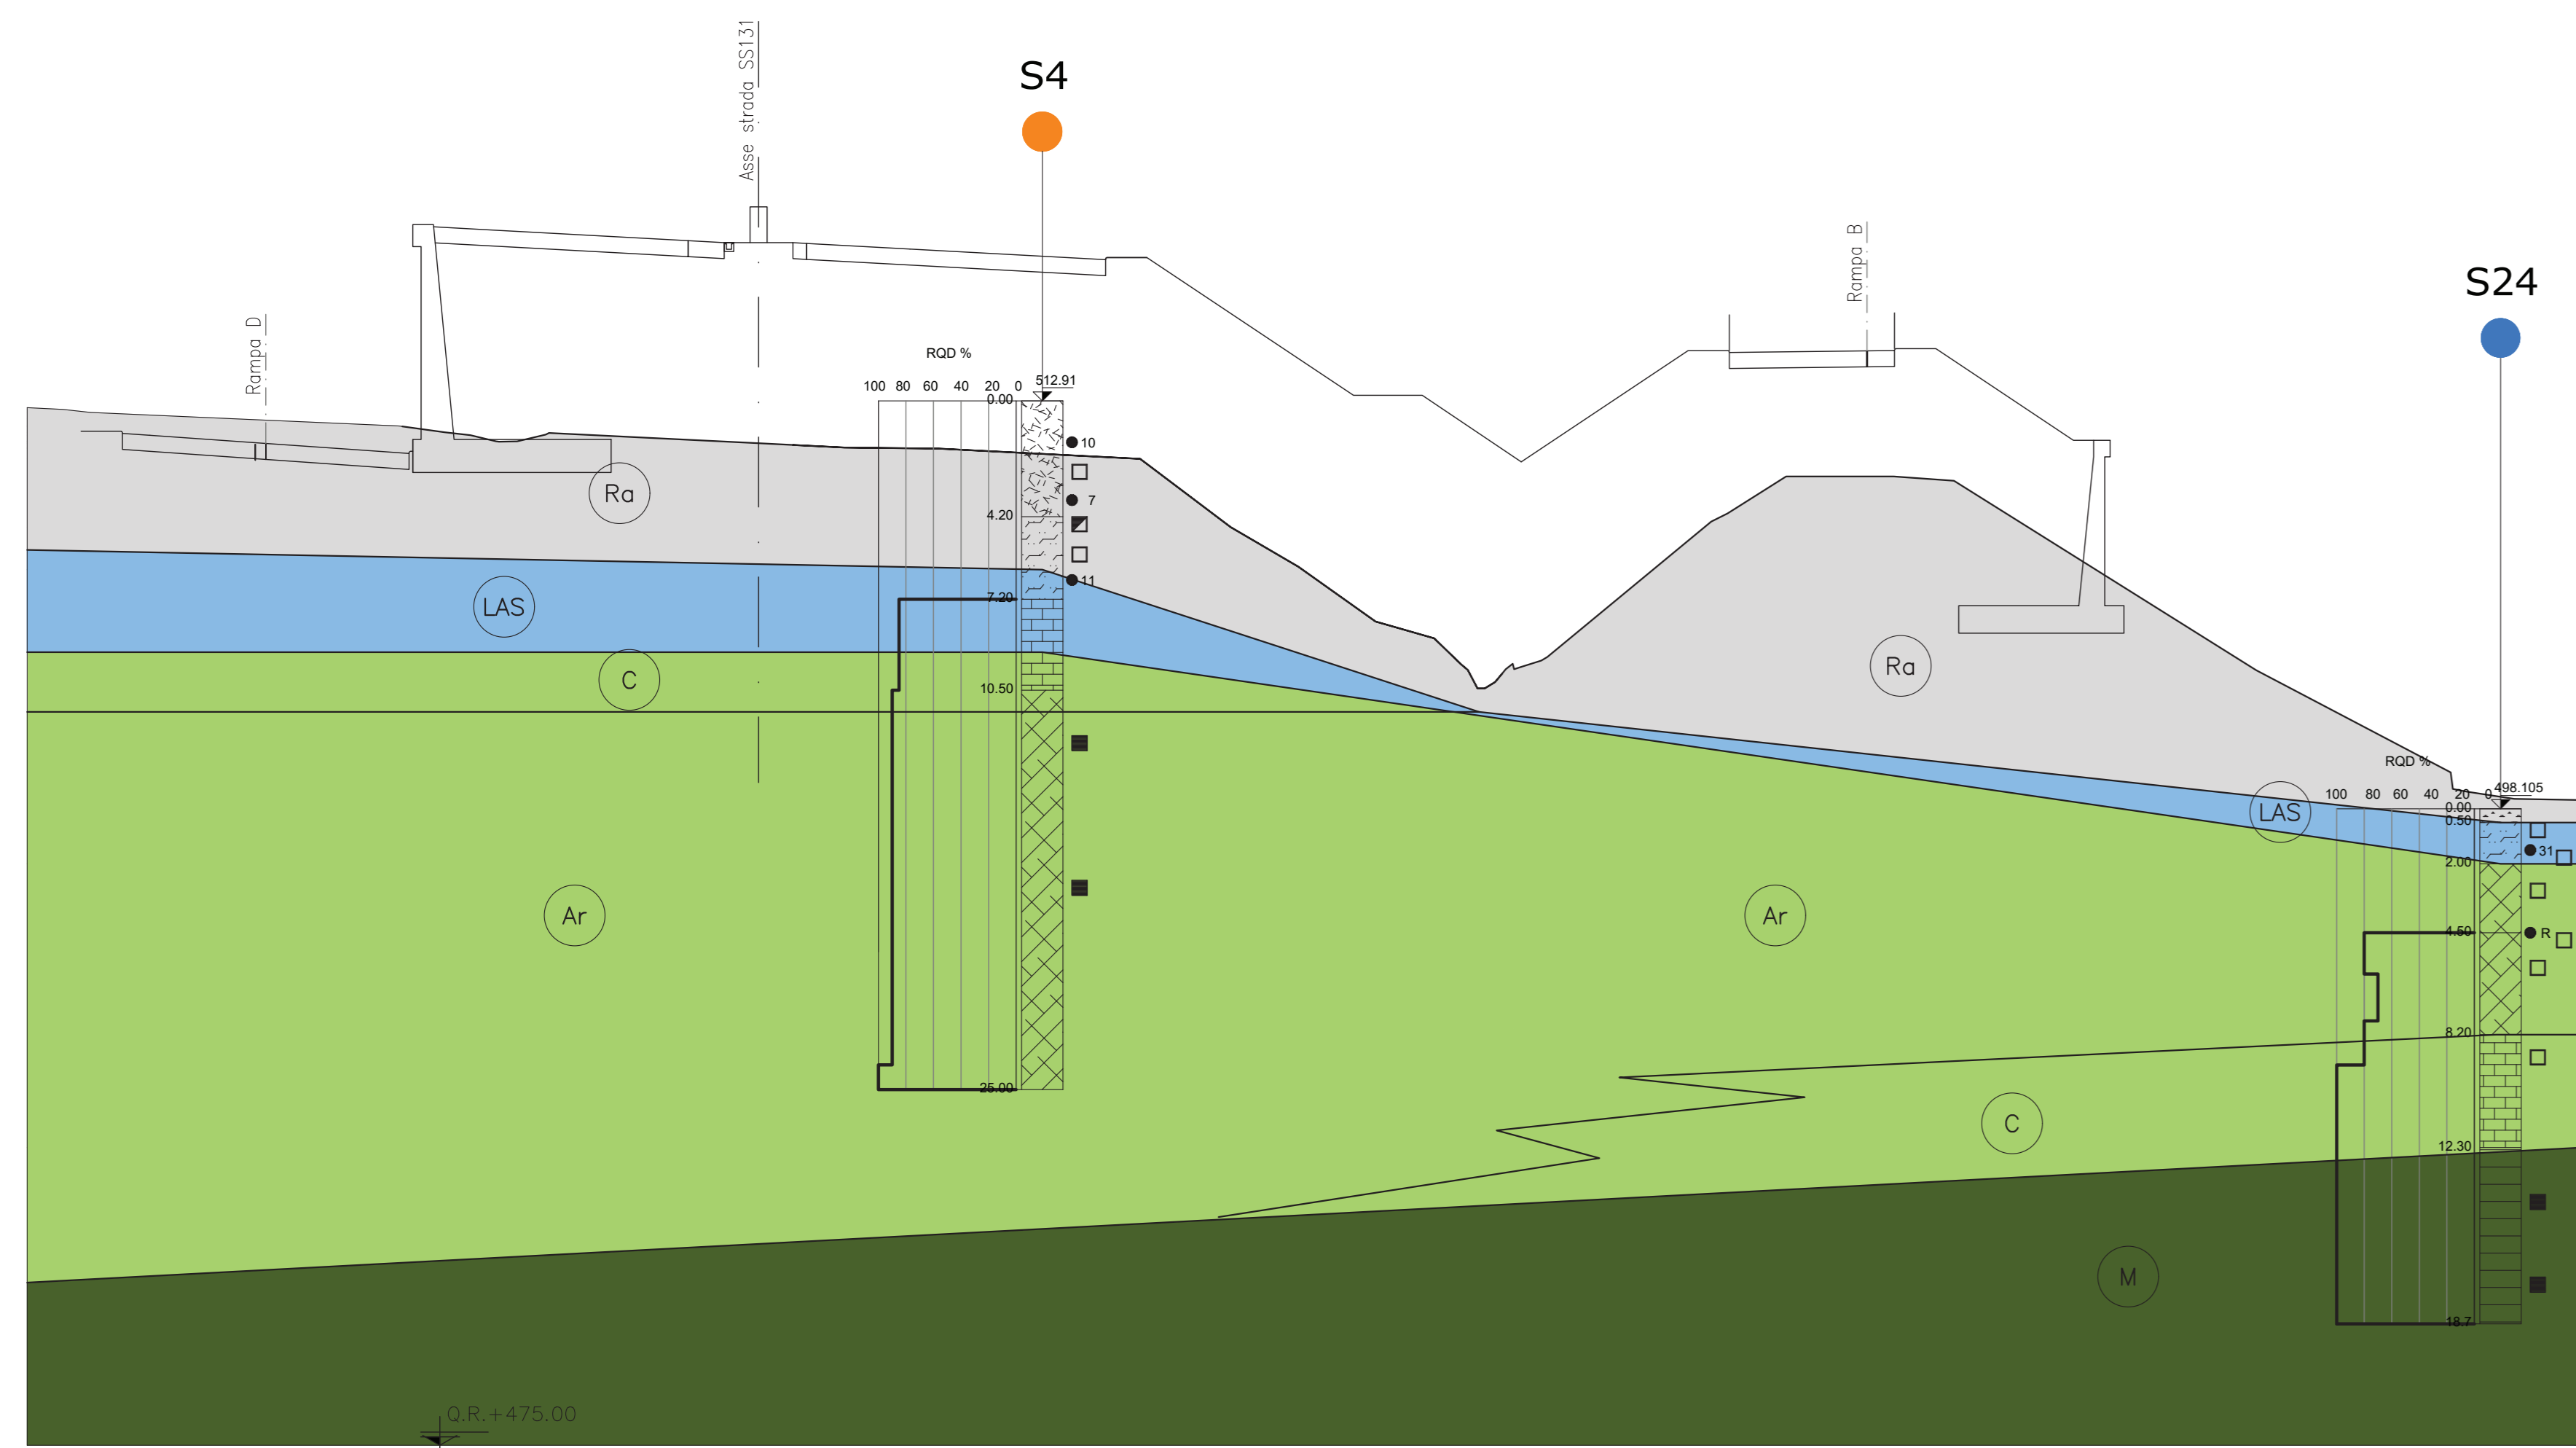 Asse strada SS131
S4
Rampa B
S24
Rampa D
RQD %
100 80 60 40 20 0
512.91
0.00
10
7
4.20
11
7.20
10.50
25.00
Ra
LAS
C
Ar
Ra
RQD %
100 80 60 40 20 0
498.105
0.00
0.50
LAS
31
2.00
Ar
4.50
R
8.20
C
12.30
M
18.7
Q.R.+475.00